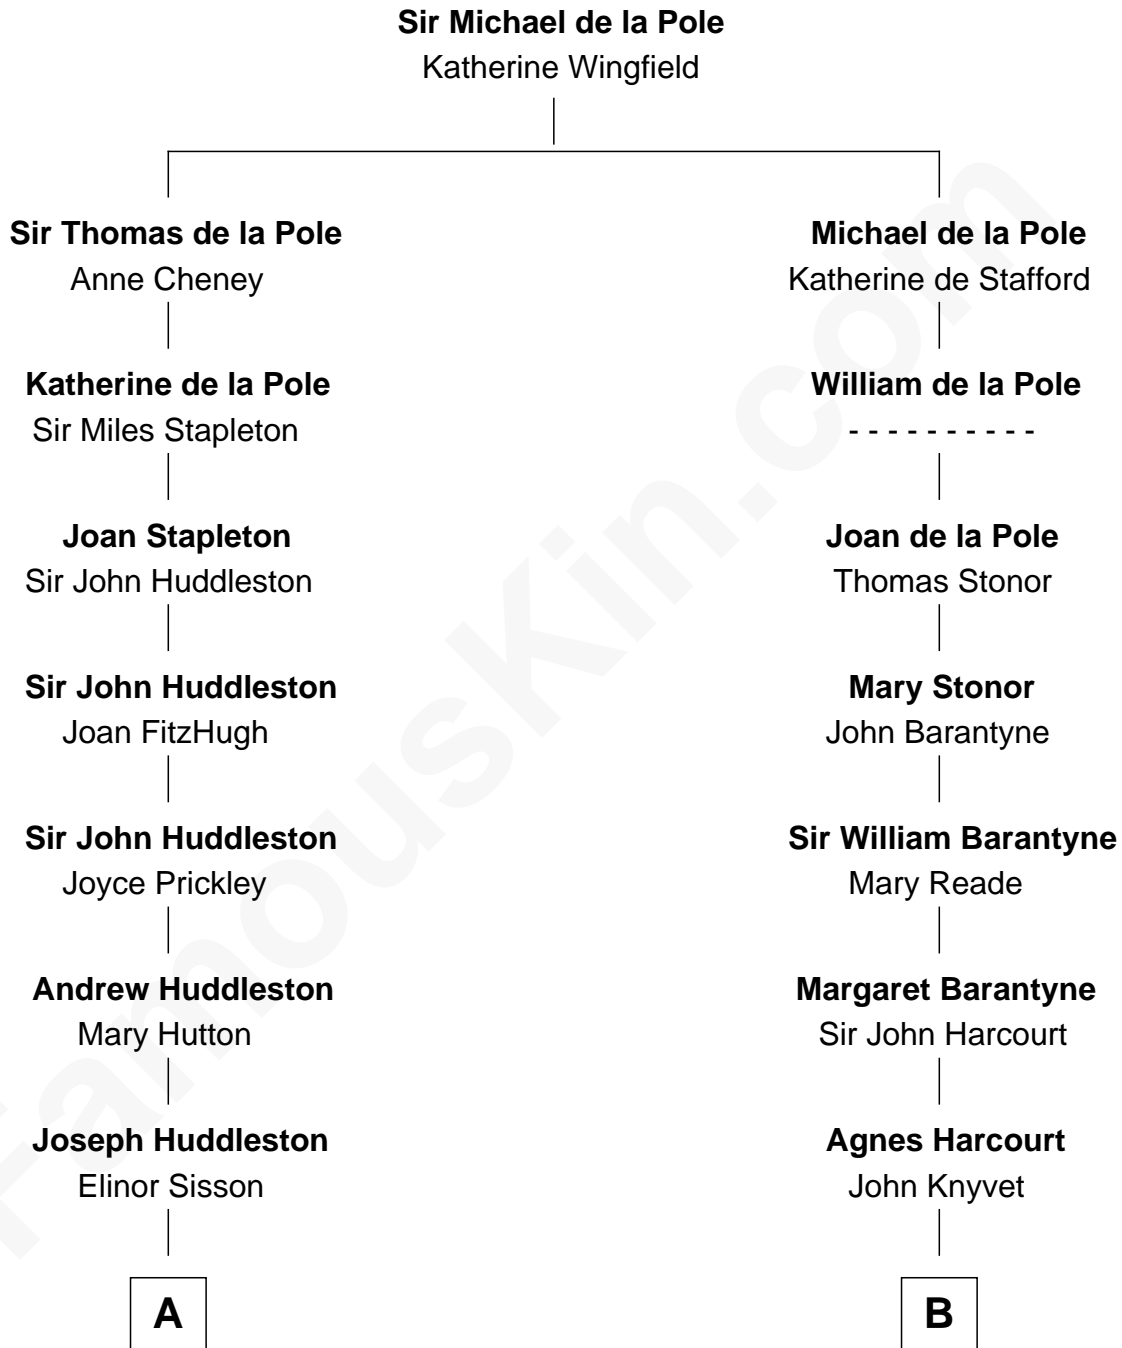 Sir Michael de la Pole
Katherine Wingfield
Sir Thomas de la Pole
Anne Cheney
Michael de la Pole
Katherine de Stafford
Katherine de la Pole
Sir Miles Stapleton
William de la Pole
- - - - - - - - - -
Joan Stapleton
Sir John Huddleston
Joan de la Pole
Thomas Stonor
Sir John Huddleston
Joan FitzHugh
Mary Stonor
John Barantyne
Sir John Huddleston
Joyce Prickley
Sir William Barantyne
Mary Reade
Andrew Huddleston
Mary Hutton
Margaret Barantyne
Sir John Harcourt
Joseph Huddleston
Elinor Sisson
Agnes Harcourt
John Knyvet
A
B
FamousKin.com